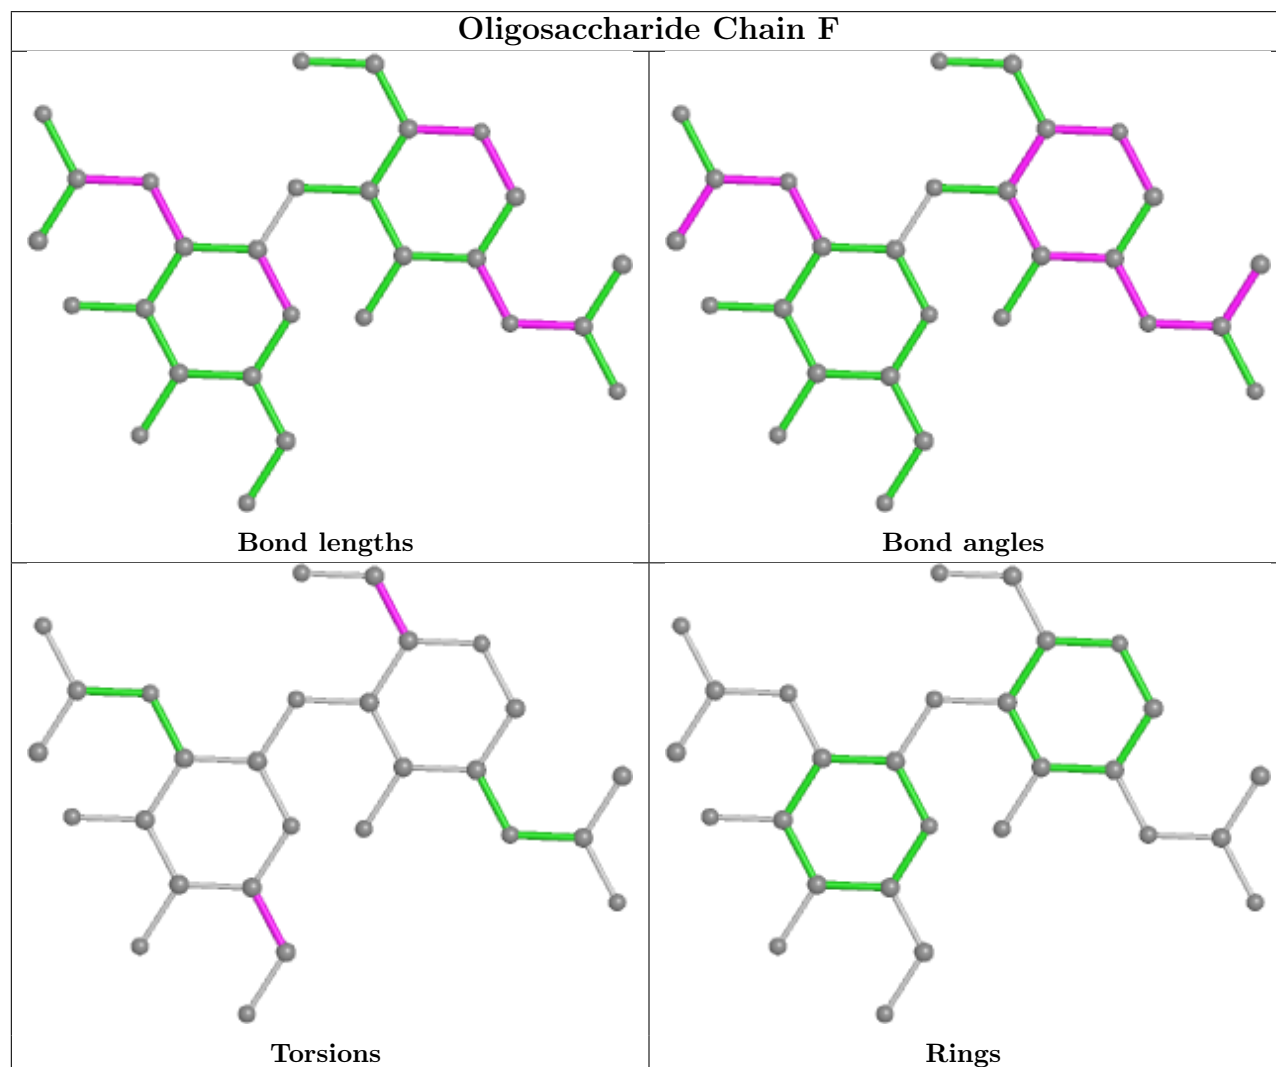 Oligosaccharide Chain F
Bond lengths
Bond angles
Torsions
Rings